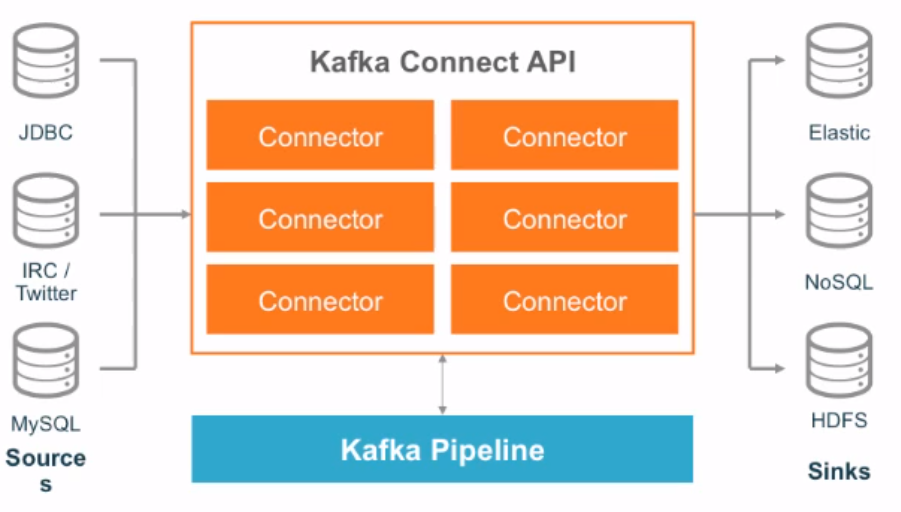 Kafka Connect API
JDBC
Connector Connector
Elastic
IRC /
Twitter
Connector Connector
NoSQL
Connector Connector
MySQL
HDFS
Source
s
Kafka Pipeline
Sinks